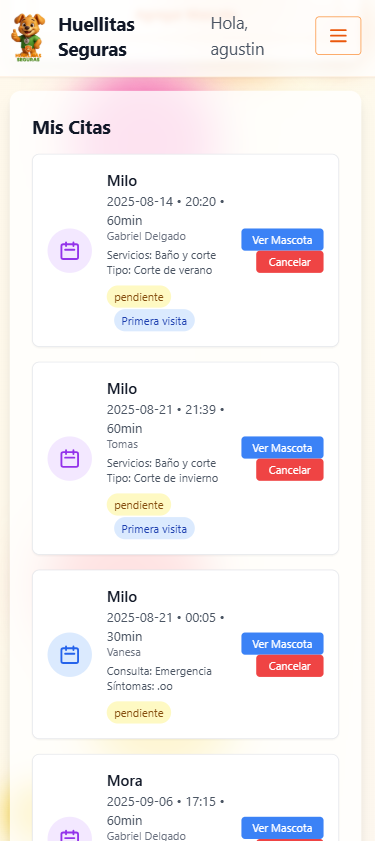 SEGURAS
Huellitas
Seguras
Hola,
agustin
Mis Citas
Milo
2025-08-14 • 20:20 •
60min
Gabriel Delgado
Servicios: Baño y corte
Tipo: Corte de verano
pendiente
Primera visita
Ver Mascota
Cancelar
Milo
2025-08-21 • 21:39 •
60min
Tomas
Servicios: Baño y corte
Tipo: Corte de invierno
pendiente
Primera visita
Ver Mascota
Cancelar
Milo
2025-08-21 • 00:05 •
30min
Vanesa
Consulta: Emergencia
Síntomas: .oo
pendiente
Ver Mascota
Cancelar
Mora
2025-09-06 • 17:15 •
60min
Gabriel Delgado
Ver Mascota